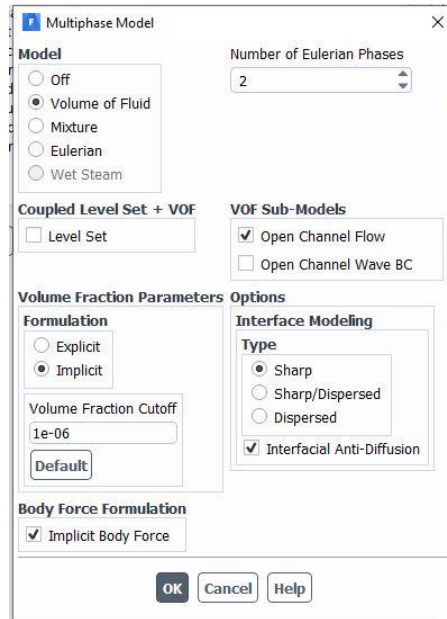 Multiphase Model
Model
Off
Volume of Fluid
Mixture
Eulerian
Wet Steam
Number of Eulerian Phases
2
Coupled Level Set + VOF
Level Set
VOF Sub-Models
Open Channel Flow
Open Channel Wave BC
Volume Fraction Parameters
Formulation
Explicit
Implicit
Volume Fraction Cutoff
1e-06
Default
Options
Interface Modeling
Type
Sharp
Sharp/Dispersed
Dispersed
Interfacial Anti-Diffusion
Body Force Formulation
Implicit Body Force
OK
Cancel
Help